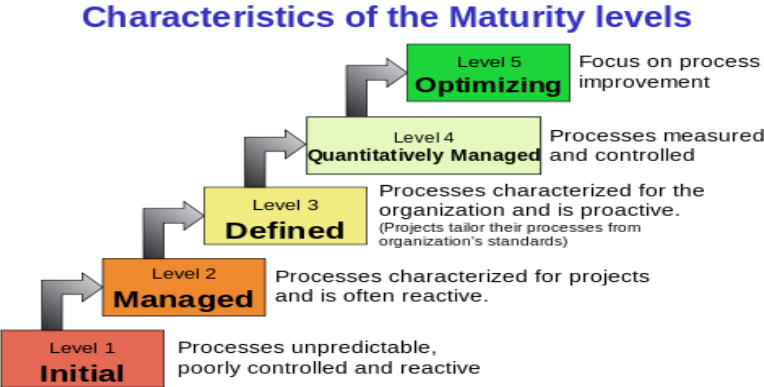 Characteristics of the Maturity levels
Level 5
Optimizing
Focus on process
improvement
Level 4
Quantitatively Managed
Processes measured
and controlled
Level 3
Defined
Processes characterized for the
organization and is proactive.
(Projects tailor their processes from
organization's standards)
Level 2
Managed
Processes characterized for projects
and is often reactive.
Level 1
Initial
Processes unpredictable,
poorly controlled and reactive